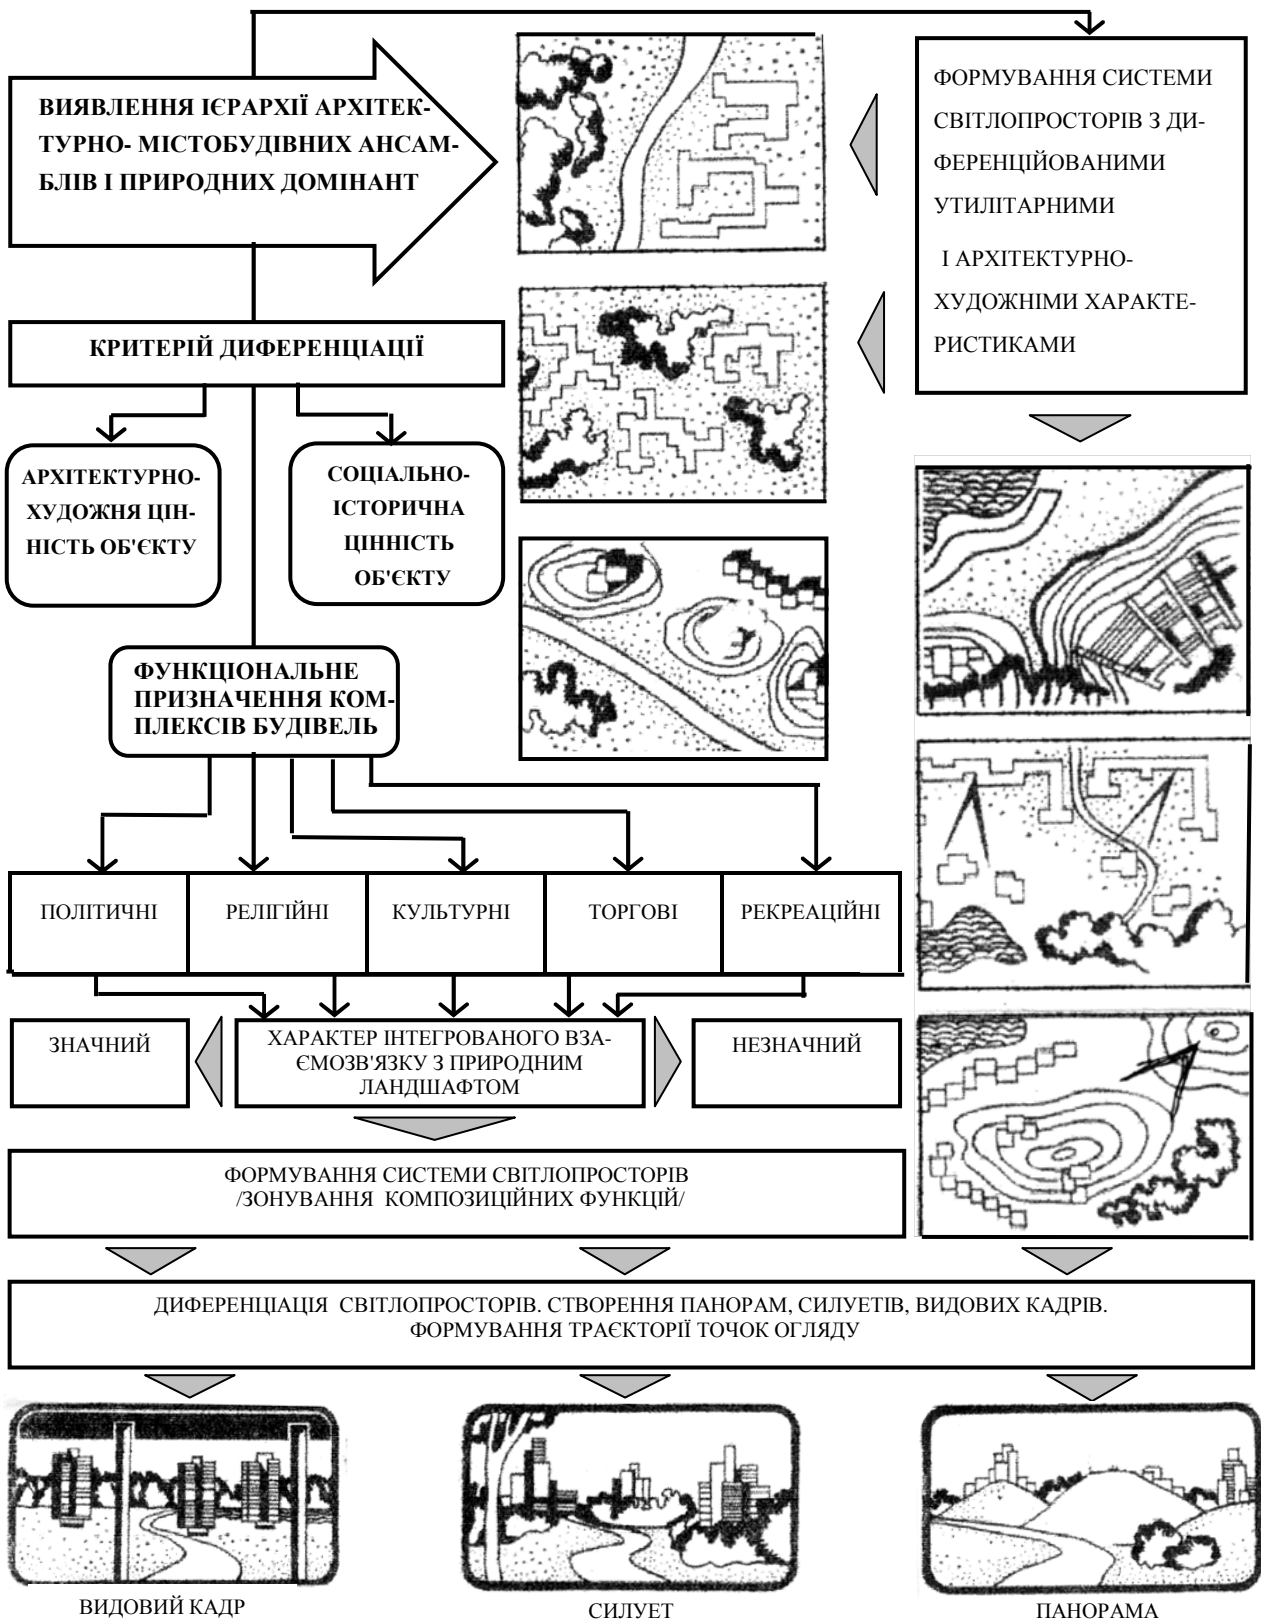 ВИЯВЛЕННЯ ІЄРАРХІЇ АРХІТЕК-
ТУРНО- МІСТОБУДІВНИХ АНСАМ-
БЛІВ І ПРИРОДНИХ ДОМІНАНТ
ФОРМУВАННЯ СИСТЕМИ
СВІТЛОПРОСТОРІВ З ДИ-
ФЕРЕНЦІЙОВАНИМИ
УТИЛІТАРНИМИ
І АРХІТЕКТУРНО-
ХУДОЖНІМИ ХАРАКТЕ-
РИСТИКАМИ
КРИТЕРІЙ ДИФЕРЕНЦІАЦІЇ
АРХІТЕКТУРНО-
ХУДОЖНЯ ЦІН-
НІСТЬ ОБ'ЄКТУ
СОЦІАЛЬНО-
ІСТОРИЧНА
ЦІННІСТЬ
ОБ'ЄКТУ
ФУНКЦІОНАЛЬНЕ
ПРИЗНАЧЕННЯ КОМ-
ПЛЕКСІВ БУДІВЕЛЬ
ПОЛІТИЧНІ
РЕЛІГІЙНІ
КУЛЬТУРНІ
ТОРГОВІ
РЕКРЕАЦІЙНІ
ЗНАЧНИЙ
ХАРАКТЕР ІНТЕГРОВАНОГО ВЗА-
ЄМОЗВ'ЯЗКУ З ПРИРОДНИМ
ЛАНДШАФТОМ
НЕЗНАЧНИЙ
ФОРМУВАННЯ СИСТЕМИ СВІТЛОПРОСТОРІВ
/ЗОНУВАННЯ КОМПОЗИЦІЙНИХ ФУНКЦІЙ/
ДИФЕРЕНЦІАЦІЯ СВІТЛОПРОСТОРІВ. СТВОРЕННЯ ПАНОРАМ, СИЛУЕТІВ, ВИДОВИХ КАДРІВ.
ФОРМУВАННЯ ТРАЄКТОРІЇ ТОЧОК ОГЛЯДУ
ВИДОВИЙ КАДР
СИЛУЕТ
ПАНОРАМА